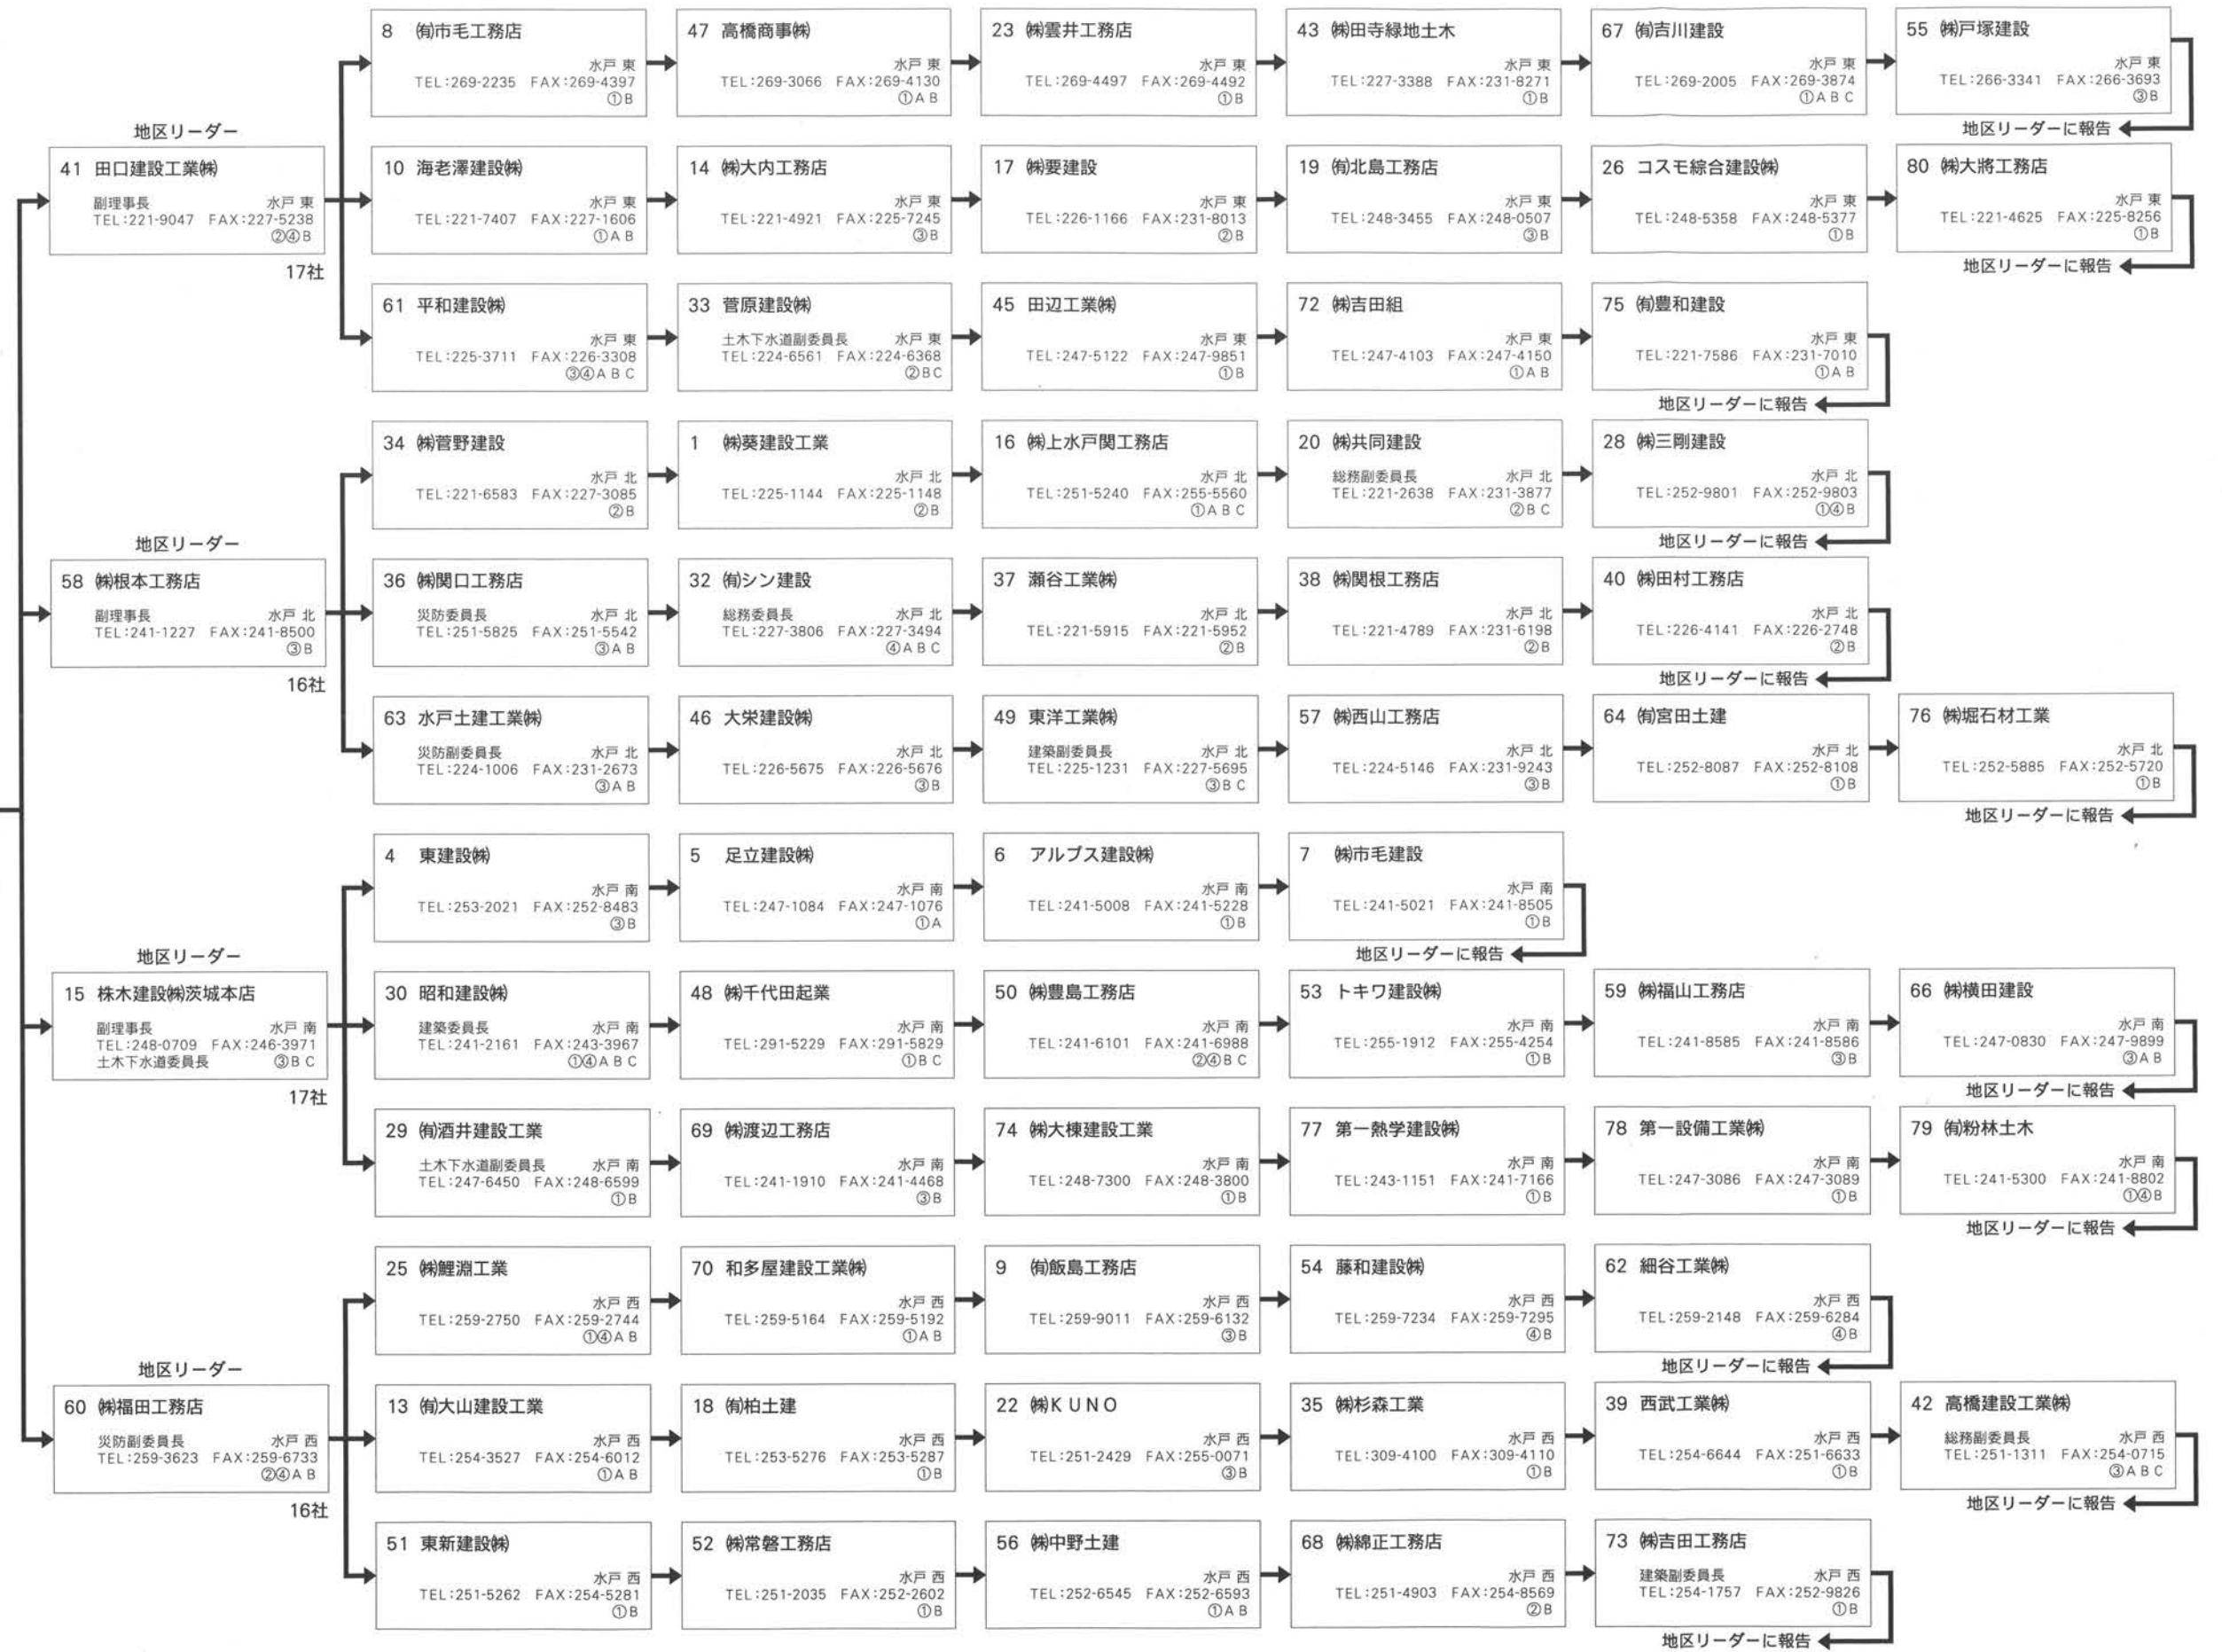 地区リーダー
41 田口建設工業㈱
副理事長 水戸 東
TEL:221-9047 FAX:227-5238
②④B
17社
8 ㈲市毛工務店
水戸 東
TEL:269-2235 FAX:269-4397
①B
47 高橋商事㈱
水戸 東
TEL:269-3066 FAX:269-4130
①A B
23 ㈱雲井工務店
水戸 東
TEL:269-4497 FAX:269-4492
①B
43 ㈱田寺緑地土木
水戸 東
TEL:227-3388 FAX:231-8271
①B
67 ㈲吉川建設
水戸 東
TEL:269-2005 FAX:269-3874
①A B C
55 ㈱戸塚建設
水戸 東
TEL:266-3341 FAX:266-3693
③B
地区リーダーに報告
10 海老澤建設㈱
水戸 東
TEL:221-7407 FAX:227-1606
①A B
14 ㈱大内工務店
水戸 東
TEL:221-4921 FAX:225-7245
③B
17 ㈱要建設
水戸 東
TEL:226-1166 FAX:231-8013
②B
19 ㈲北島工務店
水戸 東
TEL:248-3455 FAX:248-0507
③B
26 コスモ綜合建設㈱
水戸 東
TEL:248-5358 FAX:248-5377
①B
80 ㈱大將工務店
水戸 東
TEL:221-4625 FAX:225-8256
①B
地区リーダーに報告
61 平和建設㈱
水戸 東
TEL:225-3711 FAX:226-3308
③④A B C
33 菅原建設㈱
土木下水道副委員長 水戸 東
TEL:224-6561 FAX:224-6368
②BC
45 田辺工業㈱
水戸 東
TEL:247-5122 FAX:247-9851
①B
72 ㈱吉田組
水戸 東
TEL:247-4103 FAX:247-4150
①A B
75 ㈲豊和建設
水戸 東
TEL:221-7586 FAX:231-7010
①A B
地区リーダーに報告
地区リーダー
58 ㈱根本工務店
副理事長 水戸 北
TEL:241-1227 FAX:241-8500
③B
16社
34 ㈱菅野建設
水戸 北
TEL:221-6583 FAX:227-3085
②B
1 ㈱葵建設工業
水戸 北
TEL:225-1144 FAX:225-1148
②B
16 ㈱上水戸関工務店
水戸 北
TEL:251-5240 FAX:255-5560
①A B C
20 ㈱共同建設
総務副委員長 水戸 北
TEL:221-2638 FAX:231-3877
②B C
28 ㈱三剛建設
水戸 北
TEL:252-9801 FAX:252-9803
①④B
地区リーダーに報告
36 ㈱関口工務店
災防委員長 水戸 北
TEL:251-5825 FAX:251-5542
③A B
32 ㈲シン建設
総務委員長 水戸 北
TEL:227-3806 FAX:227-3494
④A B C
37 瀬谷工業㈱
水戸 北
TEL:221-5915 FAX:221-5952
②B
38 ㈱関根工務店
水戸 北
TEL:221-4789 FAX:231-6198
②B
40 ㈱田村工務店
水戸 北
TEL:226-4141 FAX:226-2748
②B
地区リーダーに報告
63 水戸土建工業㈱
災防副委員長 水戸 北
TEL:224-1006 FAX:231-2673
③A B
46 大栄建設㈱
水戸 北
TEL:226-5675 FAX:226-5676
③B
49 東洋工業㈱
建築副委員長 水戸 北
TEL:225-1231 FAX:227-5695
③B C
57 ㈱西山工務店
水戸 北
TEL:224-5146 FAX:231-9243
③B
64 ㈲宮田土建
水戸 北
TEL:252-8087 FAX:252-8108
①B
76 ㈱堀石材工業
水戸 北
TEL:252-5885 FAX:252-5720
①B
地区リーダーに報告
地区リーダー
15 株木建設㈱茨城本店
副理事長 水戸 南
TEL:248-0709 FAX:246-3971
土木下水道委員長 ③B C
17社
4 東建設㈱
水戸 南
TEL:253-2021 FAX:252-8483
③B
5 足立建設㈱
水戸 南
TEL:247-1084 FAX:247-1076
①A
6 アルプス建設㈱
水戸 南
TEL:241-5008 FAX:241-5228
①B
7 ㈱市毛建設
水戸 南
TEL:241-5021 FAX:241-8505
①B
地区リーダーに報告
30 昭和建設㈱
建築委員長 水戸 南
TEL:241-2161 FAX:243-3967
①④A B C
48 ㈱千代田起業
水戸 南
TEL:291-5229 FAX:291-5829
①B C
50 ㈱豊島工務店
水戸 南
TEL:241-6101 FAX:241-6988
②④B C
53 トキワ建設㈱
水戸 南
TEL:255-1912 FAX:255-4254
①B
59 ㈱福山工務店
水戸 南
TEL:241-8585 FAX:241-8586
③B
66 ㈱横田建設
水戸 南
TEL:247-0830 FAX:247-9899
③A B
地区リーダーに報告
29 ㈲酒井建設工業
土木下水道副委員長 水戸 南
TEL:247-6450 FAX:248-6599
①B
69 ㈱渡辺工務店
水戸 南
TEL:241-1910 FAX:241-4468
③B
74 ㈱大棟建設工業
水戸 南
TEL:248-7300 FAX:248-3800
①B
77 第一熱学建設㈱
水戸 南
TEL:243-1151 FAX:241-7166
①B
78 第一設備工業㈱
水戸 南
TEL:247-3086 FAX:247-3089
①B
79 ㈲粉林土木
水戸 南
TEL:241-5300 FAX:241-8802
①④B
地区リーダーに報告
地区リーダー
60 ㈱福田工務店
災防副委員長 水戸 西
TEL:259-3623 FAX:259-6733
②④A B
16社
25 ㈱鯉淵工業
水戸 西
TEL:259-2750 FAX:259-2744
①④A B
70 和多屋建設工業㈱
水戸 西
TEL:259-5164 FAX:259-5192
①A B
9 ㈲飯島工務店
水戸 西
TEL:259-9011 FAX:259-6132
③B
54 藤和建設㈱
水戸 西
TEL:259-7234 FAX:259-7295
④B
62 細谷工業㈱
水戸 西
TEL:259-2148 FAX:259-6284
④B
地区リーダーに報告
13 ㈲大山建設工業
水戸 西
TEL:254-3527 FAX:254-6012
①A B
18 ㈲柏土建
水戸 西
TEL:253-5276 FAX:253-5287
①B
22 ㈱K U N O
水戸 西
TEL:251-2429 FAX:255-0071
③B
35 ㈱杉森工業
水戸 西
TEL:309-4100 FAX:309-4110
①B
39 西武工業㈱
水戸 西
TEL:254-6644 FAX:251-6633
①B
42 高橋建設工業㈱
総務副委員長 水戸 西
TEL:251-1311 FAX:254-0715
③A B C
地区リーダーに報告
51 東新建設㈱
水戸 西
TEL:251-5262 FAX:254-5281
①B
52 ㈱常磐工務店
水戸 西
TEL:251-2035 FAX:252-2602
①B
56 ㈱中野土建
水戸 西
TEL:252-6545 FAX:252-6593
①A B
68 ㈱綿正工務店
水戸 西
TEL:251-4903 FAX:254-8569
②B
73 ㈱吉田工務店
建築副委員長 水戸 西
TEL:254-1757 FAX:252-9826
①B
地区リーダーに報告